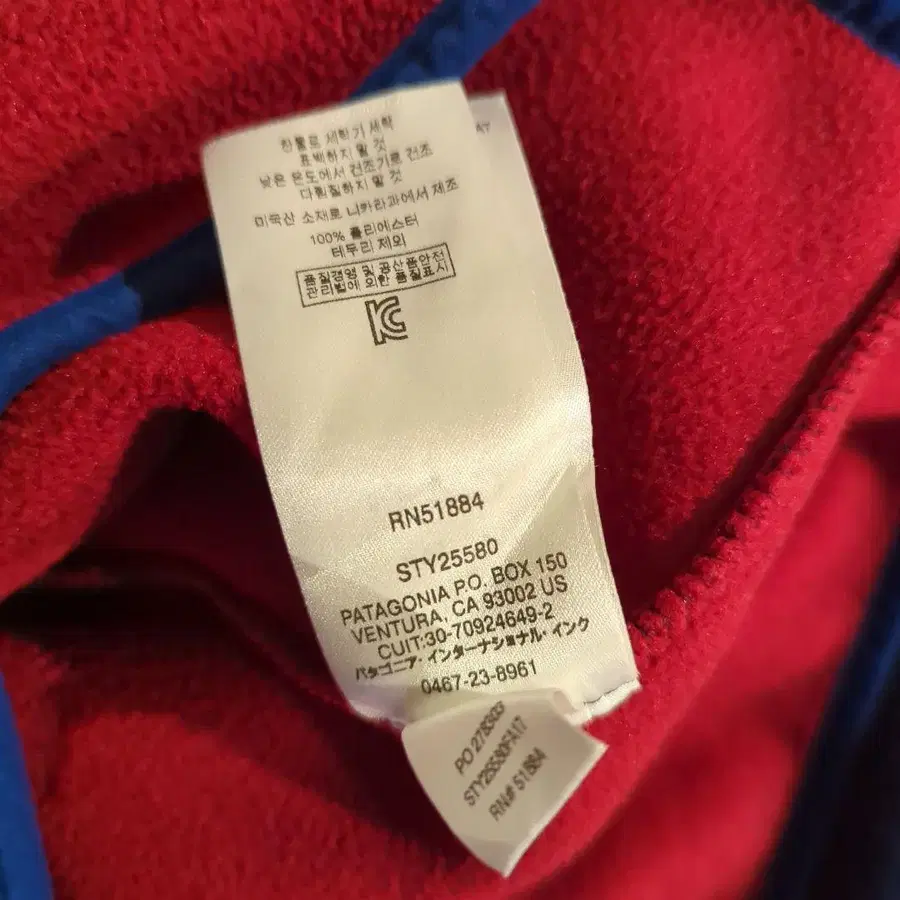 찬물로 세탁기 세탁
표백하지 말 것
낮은 온도에서 건조기로 건조
다림질하지 말 것
미국산 소재로 니카라과에서 제조
100% 폴리에스터
테두리 제외
품질경영 및 공산품안전
관리법에 의한 품질표시
KC
RN51884
STY25580
PATAGONIA P.O. BOX 150
VENTURA, CA 93002 US
CUIT:30-70924649-2
パタゴニア・インターナショナル・インク
0467-23-8961
PO
STY25580FA17
RN# 51884